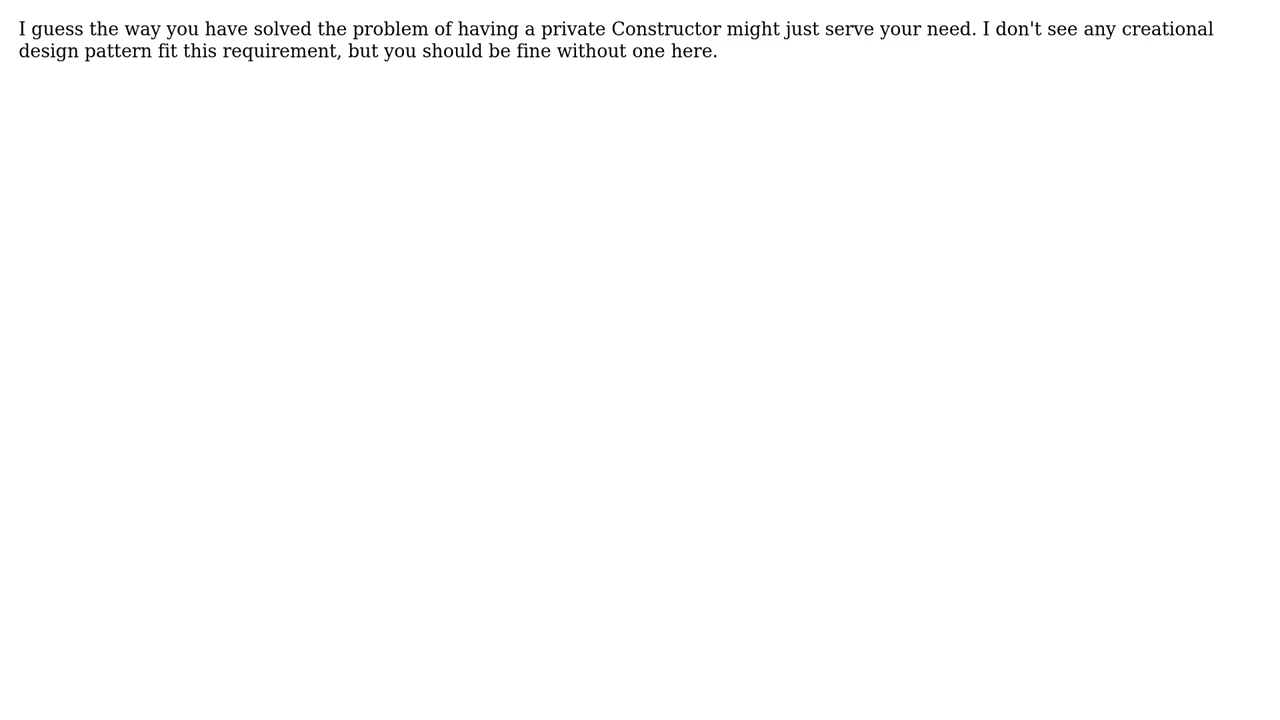 I guess the way you have solved the problem of having a private Constructor might just serve your need. I don't see any creational
design pattern fit this requirement, but you should be fine without one here.